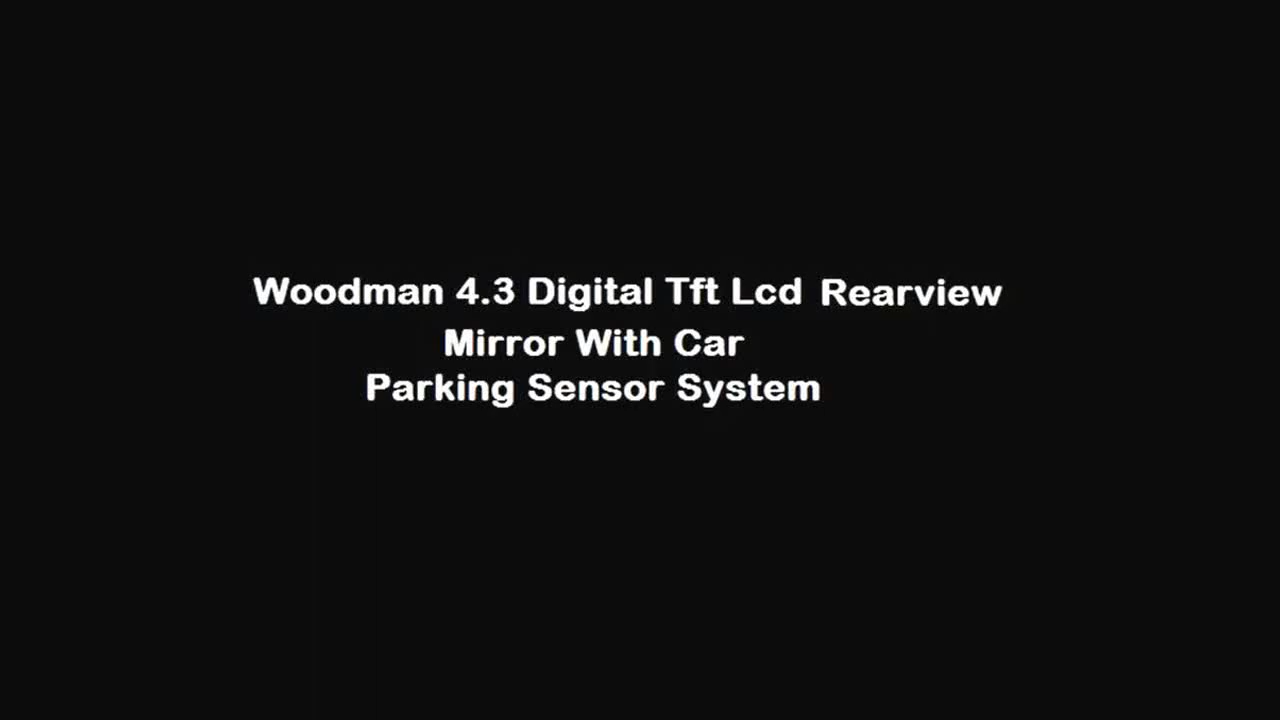 Woodman 4.3 Digital Tft Lcd Rearview
Mirror With Car
Parking Sensor System